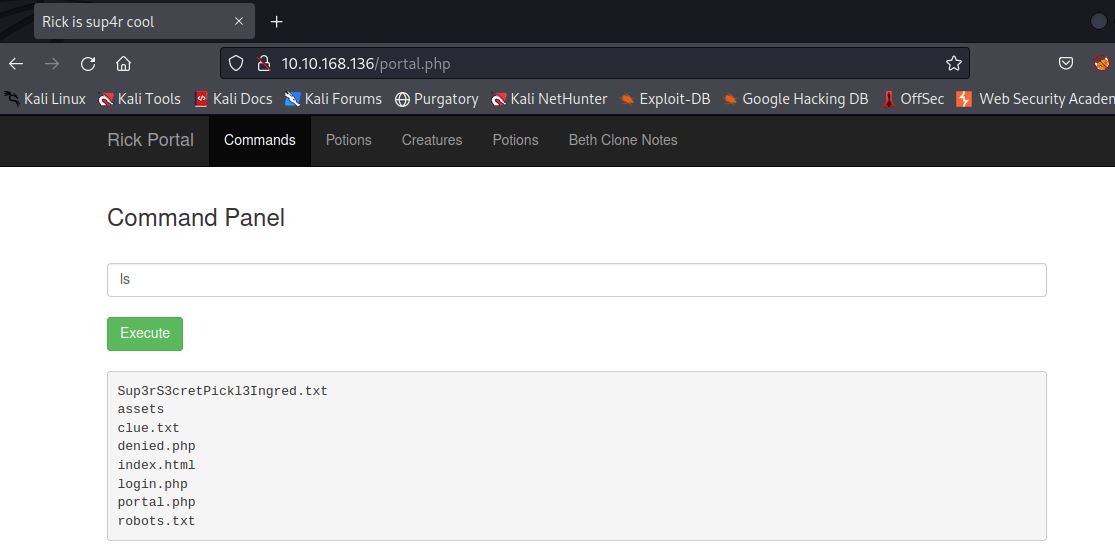 Rick is sup4r cool
10.10.168.136/portal.php
Kali Linux Kali Tools Kali Docs Kali Forums Purgatory Kali NetHunter Exploit-DB Google Hacking DB OffSec Web Security Academ
Rick Portal Commands Potions Creatures Potions Beth Clone Notes
Command Panel
ls
Execute
Sup3rS3cretPickl3Ingred.txt
assets
clue.txt
denied.php
index.html
login.php
portal.php
robots.txt